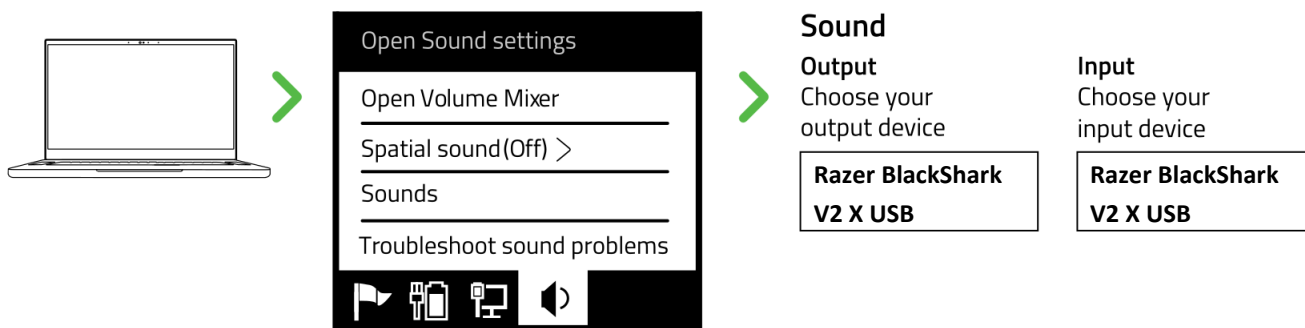 Open Sound settings
Open Volume Mixer
Spatial sound(Off) >
Sounds
Troubleshoot sound problems
Sound
Output
Choose your
output device
Razer BlackShark
V2 X USB
Input
Choose your
input device
Razer BlackShark
V2 X USB